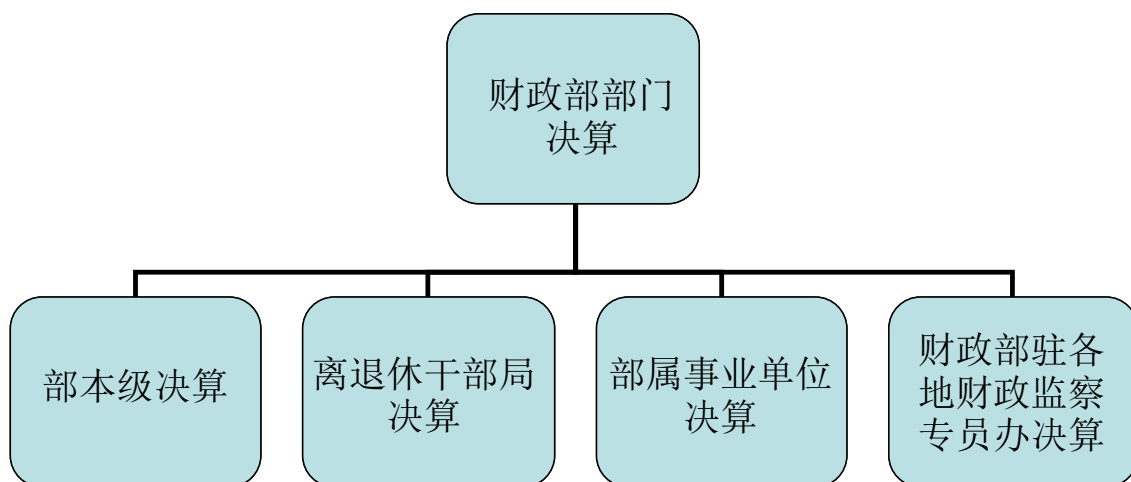 财政部部门
决算
部本级决算
离退休干部局
决算
部属事业单位
决算
财政部驻各
地财政监察
专员办决算